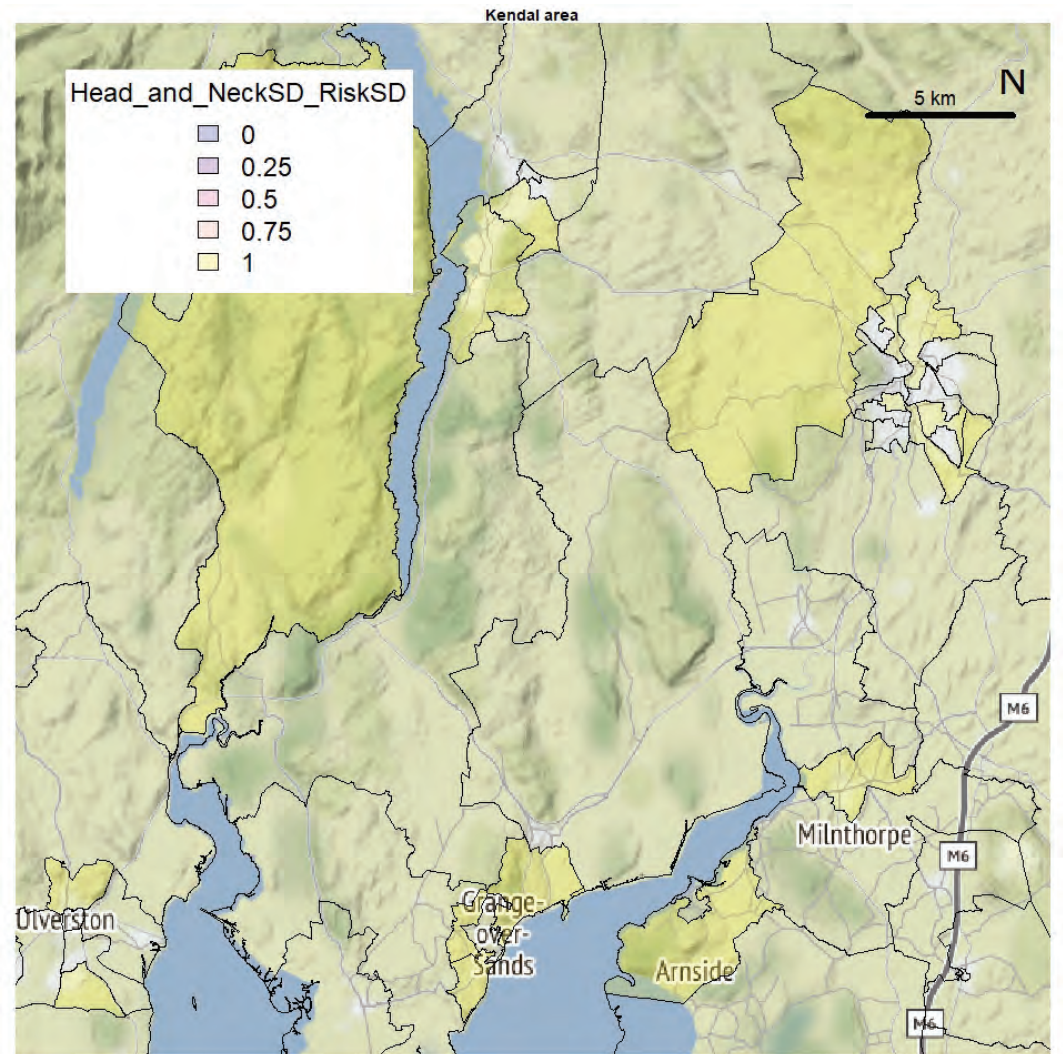 Kendal area
Head_and_NeckSD_RiskSD
0
0.25
0.5
0.75
1
5 km
N
M6
Milnthorpe
M6
Grange-
over-
Sands
Ulverston
Arnside
M6